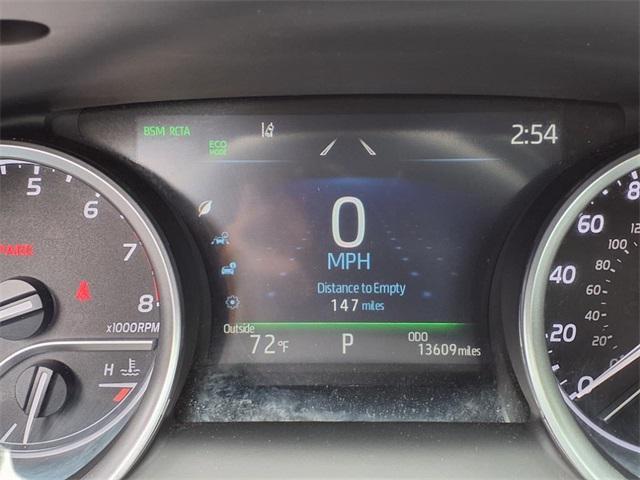 BSM RCTA
ECO
MODE
2:54
5
6
7
8
x1000RPM
H
0
MPH
Distance to Empty
147 miles
Outside
72°F
P
ODO
13609 miles
80
60
40
20
0
100
80
60
40
20